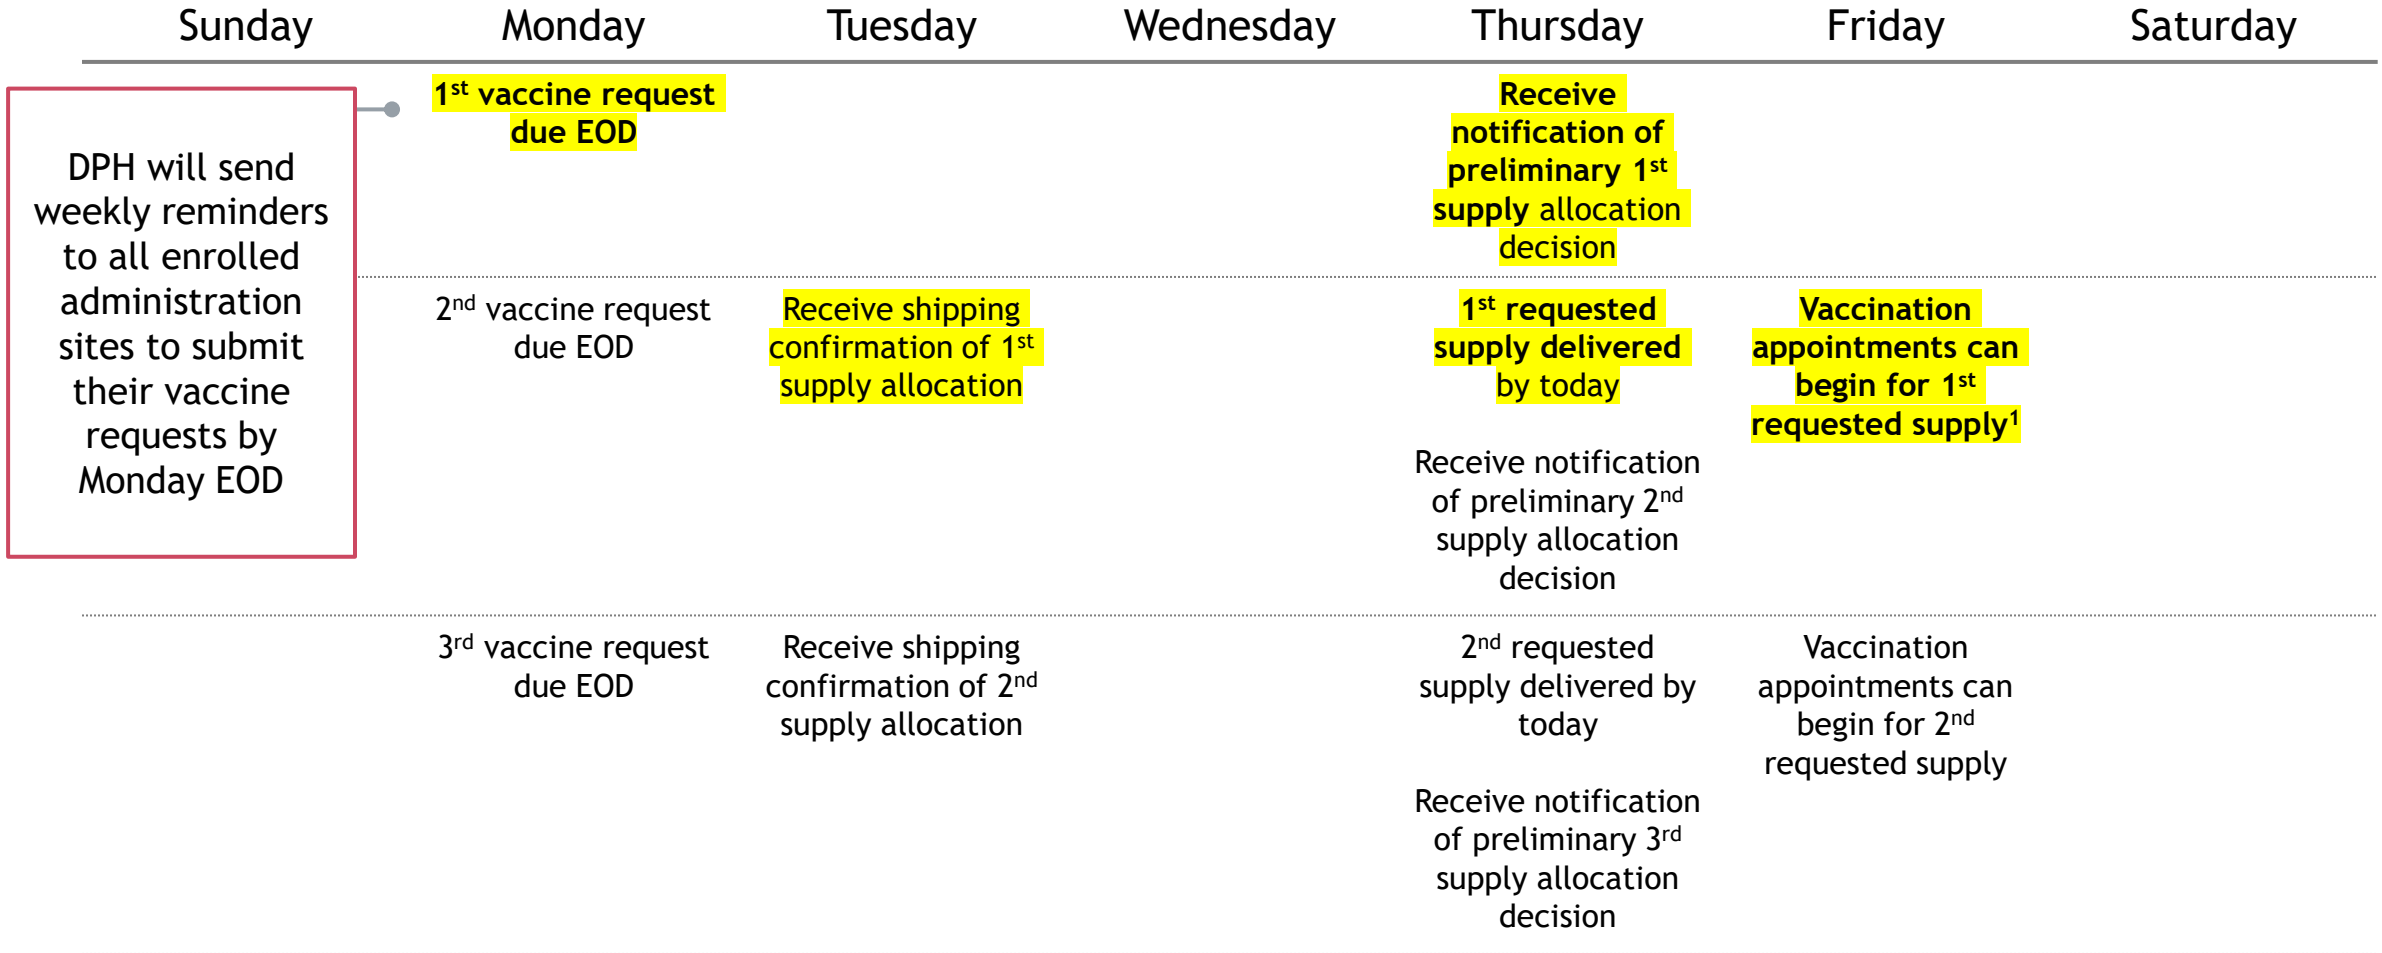 Sunday Monday Tuesday Wednesday Thursday Friday Saturday
DPH will send
weekly reminders
to all enrolled
administration
sites to submit
their vaccine
requests by
Monday EOD
1st vaccine request
due EOD
Receive
notification of
preliminary 1st
supply allocation
decision
2nd vaccine request
due EOD
Receive shipping
confirmation of 1st
supply allocation
1st requested
supply delivered
by today
Receive notification
of preliminary 2nd
supply allocation
decision
Vaccination
appointments can
begin for 1st
requested supply1
3rd vaccine request
due EOD
Receive shipping
confirmation of 2nd
supply allocation
2nd requested
supply delivered by
today
Receive notification
of preliminary 3rd
supply allocation
decision
Vaccination
appointments can
begin for 2nd
requested supply